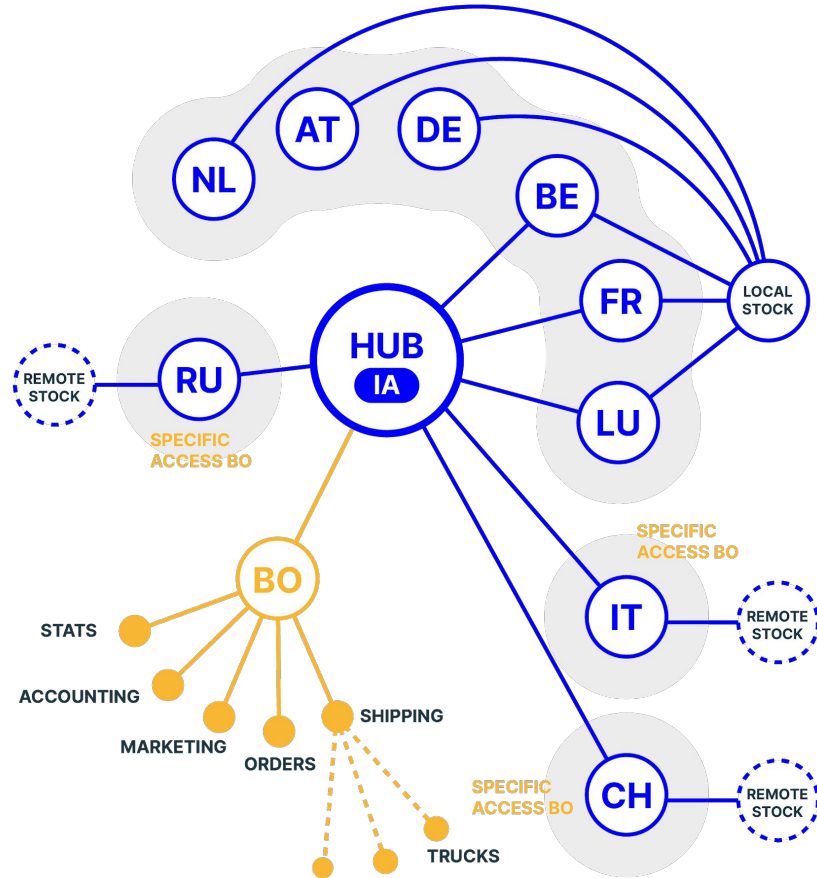 AT
DE
NL
BE
LOCAL
STOCK
FR
HUB
IA
RU
REMOTE
STOCK
LU
SPECIFIC
ACCESS BO
SPECIFIC
ACCESS BO
BO
IT
REMOTE
STOCK
STATS
ACCOUNTING
MARKETING
ORDERS
SHIPPING
SPECIFIC
ACCESS BO
CH
REMOTE
STOCK
TRUCKS